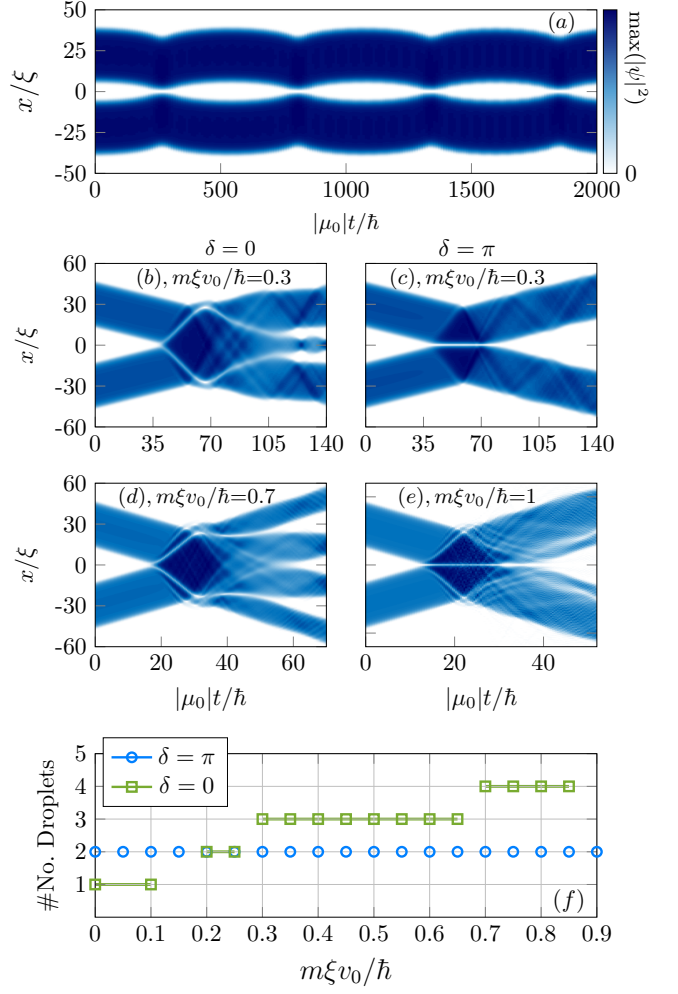 (a)
50
25
0
-25
-50
x/ξ
0
500
1000
1500
2000
|μ₀|t/ħ
max(|ψ|²)
0
δ = 0
δ = π
(b), mξv₀/ħ=0.3
(c), mξv₀/ħ=0.3
60
30
0
-30
-60
x/ξ
0 35 70 105 140
0 35 70 105 140
(d), mξv₀/ħ=0.7
(e), mξv₀/ħ=1
60
30
0
-30
-60
x/ξ
0 20 40 60
0 20 40
|μ₀|t/ħ
|μ₀|t/ħ
δ = π
δ = 0
5
4
3
2
1
#No. Droplets
(f)
0 0.1 0.2 0.3 0.4 0.5 0.6 0.7 0.8 0.9
mξv₀/ħ